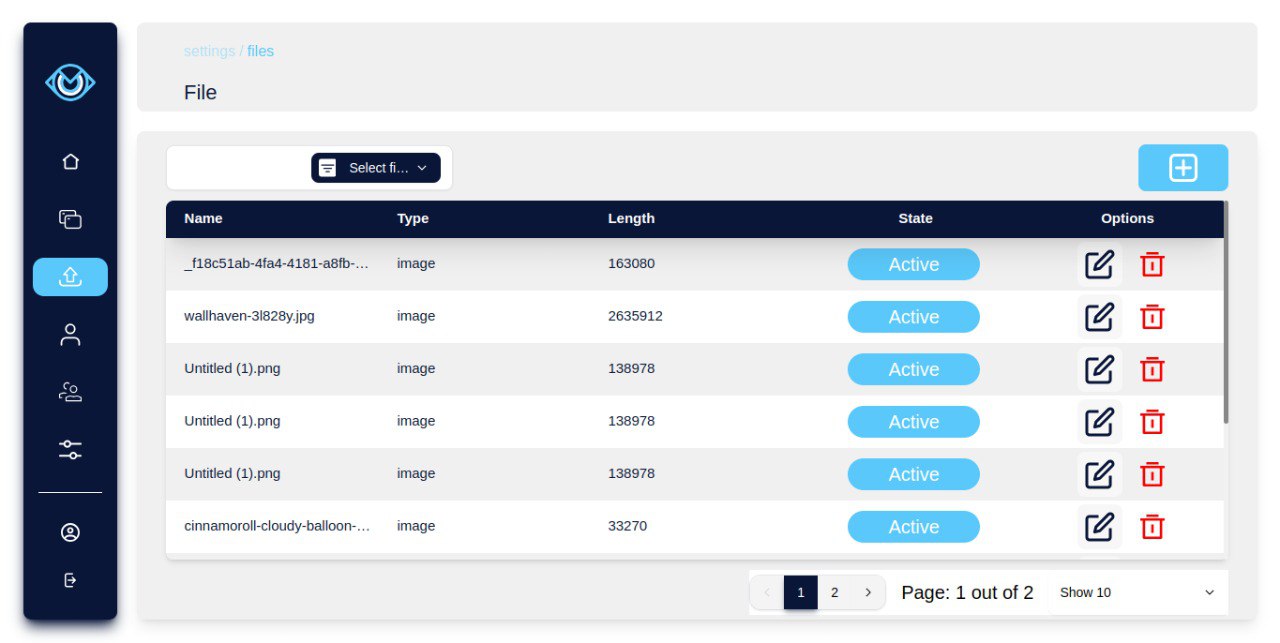 settings / files
File
Select fi...
Name Type Length State Options
_f18c51ab-4fa4-4181-a8fb-... image 163080 Active
wallhaven-3l828y.jpg image 2635912 Active
Untitled (1).png image 138978 Active
Untitled (1).png image 138978 Active
Untitled (1).png image 138978 Active
cinnamoroll-cloudy-balloon-... image 33270 Active
1 2 Page: 1 out of 2 Show 10